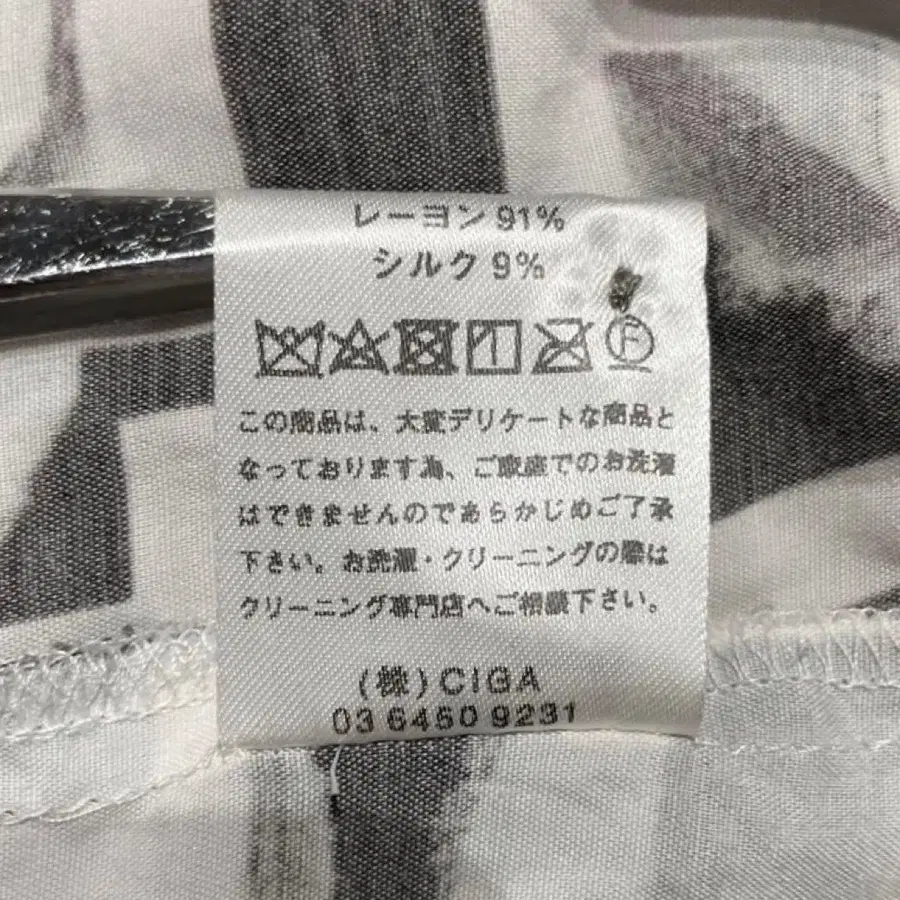 レーヨン 91%
シルク 9%
F
この商品は、大変デリケートな商品と
なっております為、ご家庭でのお洗濯
はできませんのであらかじめご了承
下さい。お洗濯・クリーニングの際は
クリーニング専門店へご相談下さい。
(株) CIGA
03 6450 9231